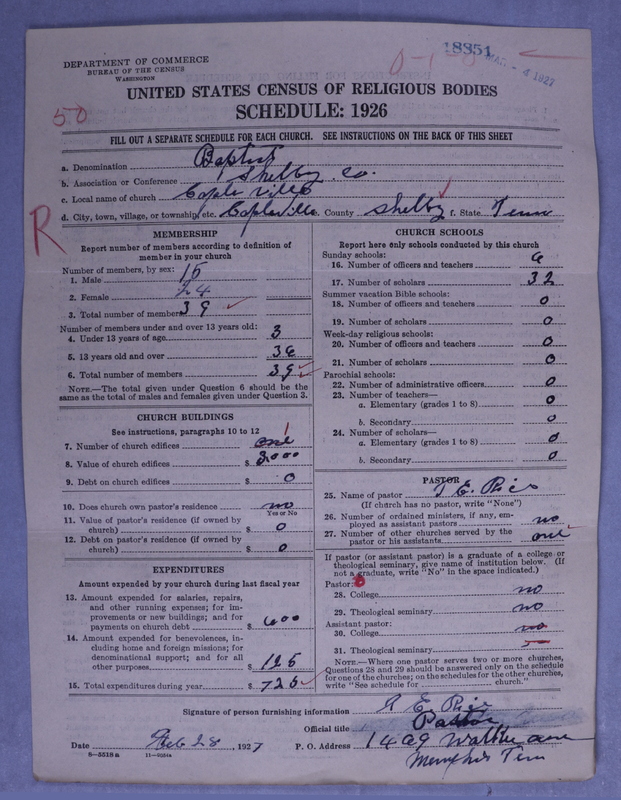 DEPARTMENT OF COMMERCE
BUREAU OF THE CENSUS
WASHINGTON
18351
MAR - 4 1927
UNITED STATES CENSUS OF RELIGIOUS BODIES
SCHEDULE: 1926
50
FILL OUT A SEPARATE SCHEDULE FOR EACH CHURCH. SEE INSTRUCTIONS ON THE BACK OF THIS SHEET
a. Denomination Baptist
b. Association or Conference Shelby Co.
c. Local name of church Capleville
d. City, town, village, or township, etc. Capleville County Shelby f. State Tenn
R
MEMBERSHIP
Report number of members according to definition of
member in your church
Number of members, by sex:
1. Male 15
2. Female 24
3. Total number of members 39
Number of members under and over 13 years old:
4. Under 13 years of age 3
5. 13 years old and over 36
6. Total number of members 39
NOTE.—The total given under Question 6 should be the
same as the total of males and females given under Question 3.
CHURCH BUILDINGS
See instructions, paragraphs 10 to 12
7. Number of church edifices one 1
8. Value of church edifices $ 3000
9. Debt on church edifices $ 0
10. Does church own pastor's residence no
Yes or No
11. Value of pastor's residence (if owned by
church) $ 0
12. Debt on pastor's residence (if owned by
church) $ 0
EXPENDITURES
Amount expended by your church during last fiscal year
13. Amount expended for salaries, repairs,
and other running expenses; for im-
provements or new buildings; and for
payments on church debt $ 600
14. Amount expended for benevolences, in-
cluding home and foreign missions; for
denominational support; and for all
other purposes $ 125
15. Total expenditures during year $ 725
CHURCH SCHOOLS
Report here only schools conducted by this church
Sunday schools:
16. Number of officers and teachers 6
17. Number of scholars 32
Summer vacation Bible schools:
18. Number of officers and teachers 0
19. Number of scholars 0
Week-day religious schools:
20. Number of officers and teachers 0
21. Number of scholars 0
Parochial schools:
22. Number of administrative officers 0
23. Number of teachers—
a. Elementary (grades 1 to 8) 0
b. Secondary 0
24. Number of scholars—
a. Elementary (grades 1 to 8) 0
b. Secondary 0
PASTOR
25. Name of pastor E. Rice
(If church has no pastor, write "None")
26. Number of ordained ministers, if any, em-
ployed as assistant pastors no
27. Number of other churches served by the
pastor or his assistants one
If pastor (or assistant pastor) is a graduate of a college or
theological seminary, give name of institution below. (If
not a graduate, write "No" in the space indicated.)
Pastor:
28. College no
29. Theological seminary no
Assistant pastor:
30. College no
31. Theological seminary
NOTE.—Where one pastor serves two or more churches,
Questions 28 and 29 should be answered only on the schedule
for one of the churches; on the schedules for the other churches,
write "See schedule for church."
Signature of person furnishing information E Rice
Official title Pastor
Date Feb 28, 1927 P. O. Address 1469
Memphis Tenn
8—5518 a